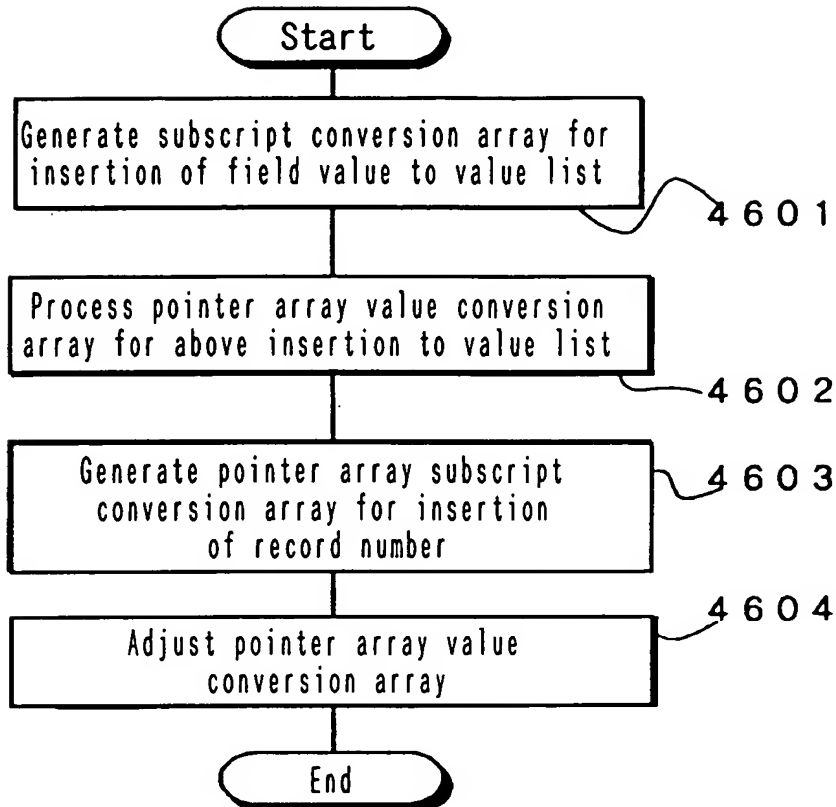 Start
Generate subscript conversion array for
insertion of field value to value list
4601
Process pointer array value conversion
array for above insertion to value list
4602
Generate pointer array subscript
conversion array for insertion
of record number
4603
Adjust pointer array value
conversion array
4604
End